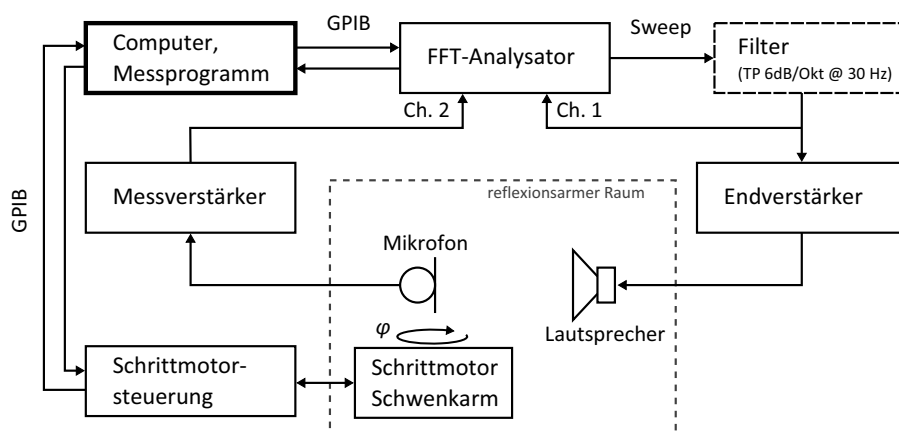 Computer,
Messprogramm
GPIB
FFT-Analysator
Sweep
Filter
(TP 6dB/Okt @ 30 Hz)
Ch. 2
Ch. 1
GPIB
Messverstärker
reflexionsarmer Raum
Endverstärker
Mikrofon
Lautsprecher
φ
Schrittmotor-
steuerung
Schrittmotor
Schwenkarm